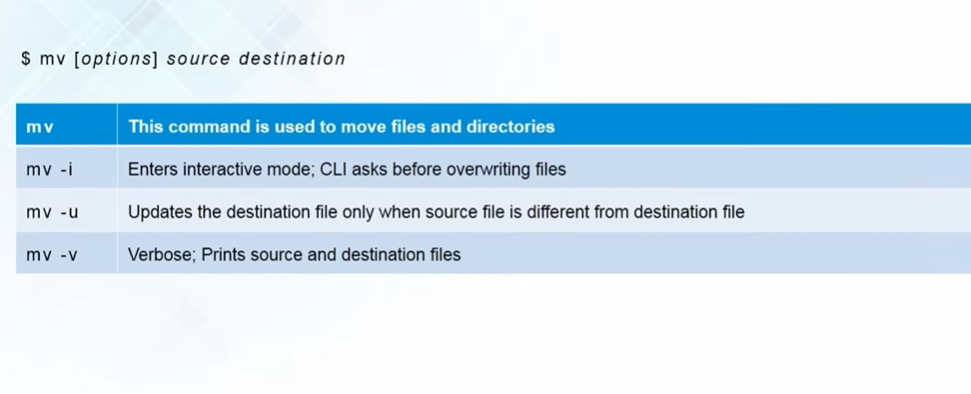 $ mv [options] source destination
mv This command is used to move files and directories
mv -i Enters interactive mode; CLI asks before overwriting files
mv -u Updates the destination file only when source file is different from destination file
mv -v Verbose; Prints source and destination files